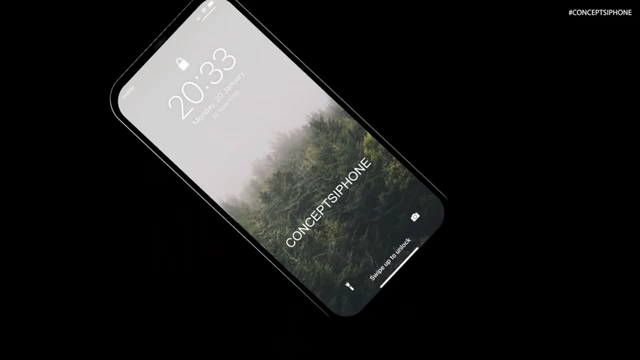 #CONCEPTSIPHONE
20:33
Monday, 20 January
CONCEPTSIPHONE
Swipe up to unlock